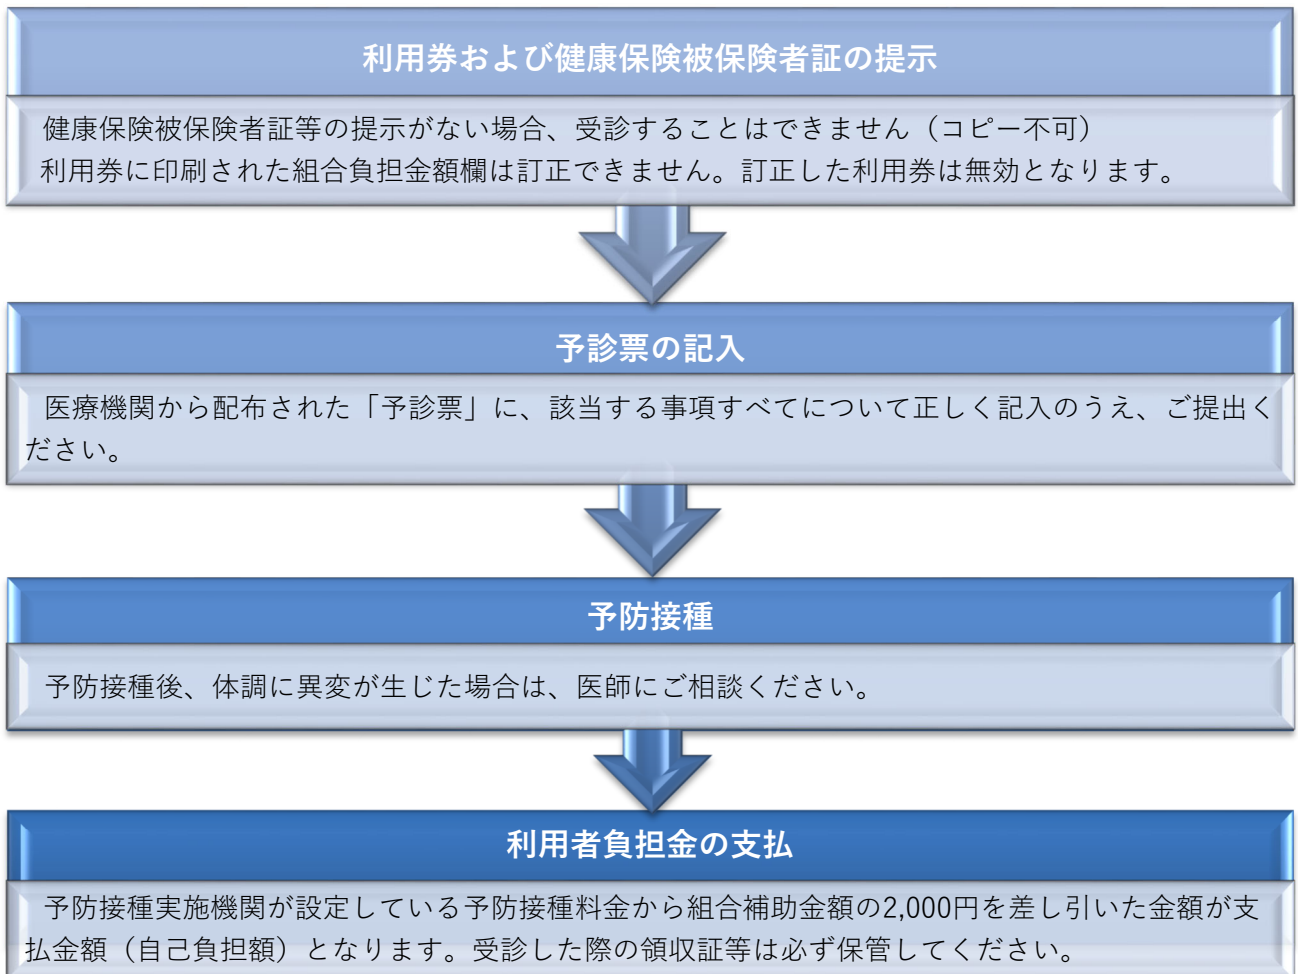 利用券および健康保険被保険者証の提示
健康保険被保険者証等の提示がない場合、受診することはできません（コピー不可）
利用券に印刷された組合負担金額欄は訂正できません。訂正した利用券は無効となります。
予診票の記入
医療機関から配布された「予診票」に、該当する事項すべてについて正しく記入のうえ、ご提出く
ださい。
予防接種
予防接種後、体調に異変が生じた場合は、医師にご相談ください。
利用者負担金の支払
予防接種実施機関が設定している予防接種料金から組合補助金額の2,000円を差し引いた金額が支
払金額（自己負担額）となります。受診した際の領収証等は必ず保管してください。